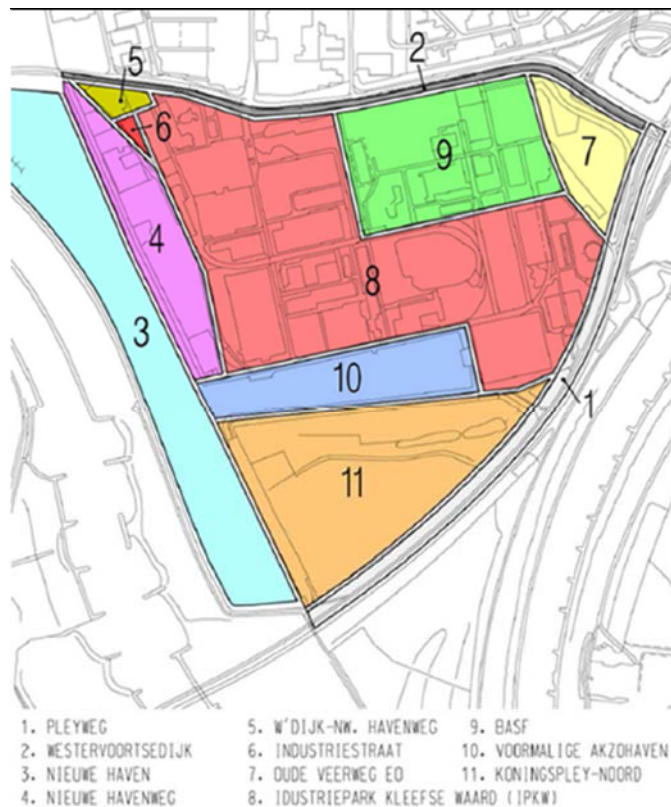 2
5
6
7
9
4
8
3
10
1
11
1. PLEYWEG
2. WESTERVOORTSEDIJK
3. NIEUWE HAVEN
4. NIEUWE HAVENWEG
5. W'DIJK-NW. HAVENWEG
6. INDUSTRIESTRAAT
7. OUDE VEERWEG EO
8. IDUSTRIEPARK KLEEFSE WAARD (IPKW)
9. BASF
10. VOORMALIGE AKZOHAVEN
11. KONINGSPLEY-NOORD